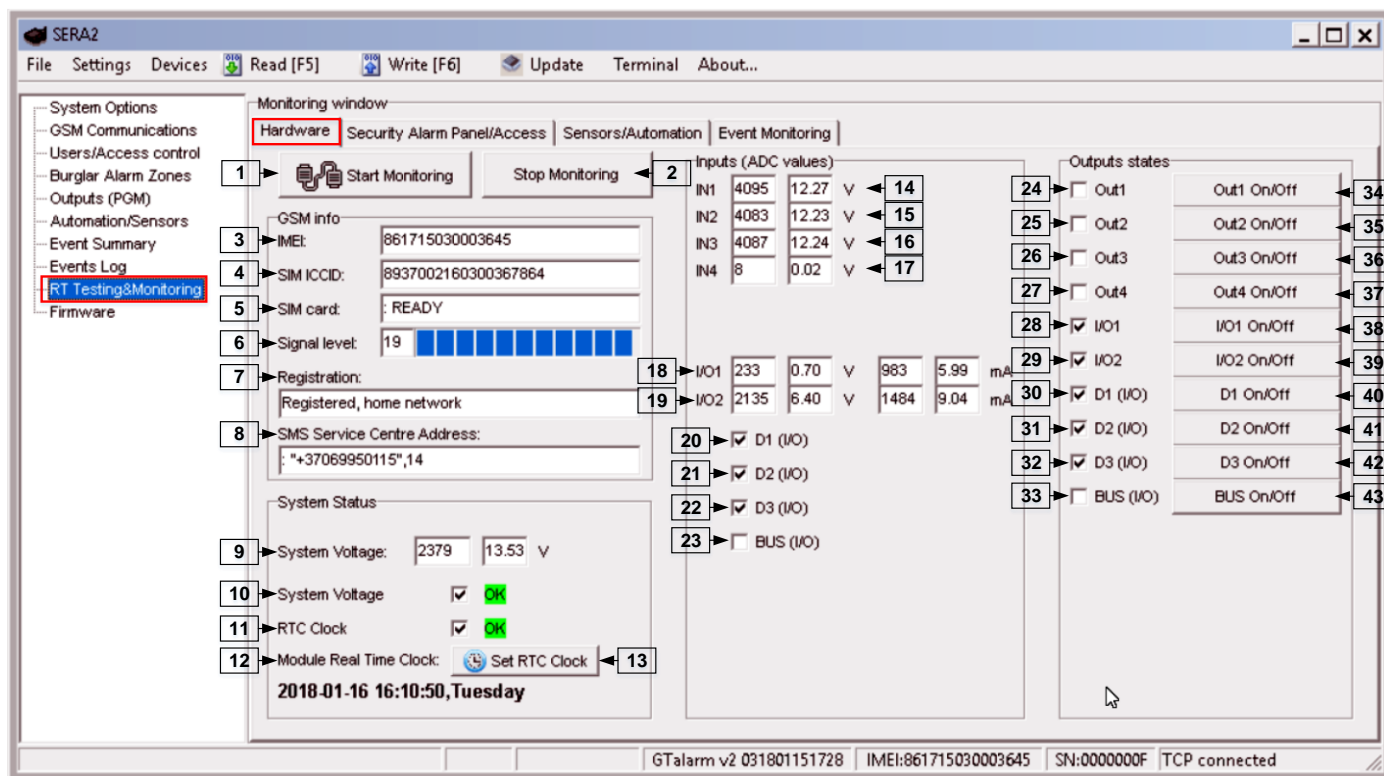 SERA2
File Settings Devices Read [F5] Write [F6] Update Terminal About...
System Options
GSM Communications
Users/Access control
Burglar Alarm Zones
Outputs (PGM)
Automation/Sensors
Event Summary
Events Log
RT Testing&Monitoring
Firmware
Monitoring window
Hardware Security Alarm Panel/Access Sensors/Automation Event Monitoring
1 Start Monitoring Stop Monitoring 2
GSM info
3 IMEI: 861715030003645
4 SIM ICCID: 8937002160300367864
5 SIM card: : READY
6 Signal level: 19
7 Registration:
Registered, home network
8 SMS Service Centre Address:
: "+37069950115",14
System Status
9 System Voltage: 2379 13.53 V
10 System Voltage OK
11 RTC Clock OK
12 Module Real Time Clock: Set RTC Clock 13
2018-01-16 16:10:50,Tuesday
Inputs (ADC values)
IN1 4095 12.27 V 14
IN2 4083 12.23 V 15
IN3 4087 12.24 V 16
IN4 8 0.02 V 17
18 I/O1 233 0.70 V 983 5.99 mA
19 I/O2 2135 6.40 V 1484 9.04 mA
20 D1 (I/O)
21 D2 (I/O)
22 D3 (I/O)
23 BUS (I/O)
Outputs states
24 Out1 Out1 On/Off 34
25 Out2 Out2 On/Off 35
26 Out3 Out3 On/Off 36
27 Out4 Out4 On/Off 37
28 I/O1 I/O1 On/Off 38
29 I/O2 I/O2 On/Off 39
30 D1 (I/O) D1 On/Off 40
31 D2 (I/O) D2 On/Off 41
32 D3 (I/O) D3 On/Off 42
33 BUS (I/O) BUS On/Off 43
GTalarm v2 031801151728 IMEI:861715030003645 SN:0000000F TCP connected